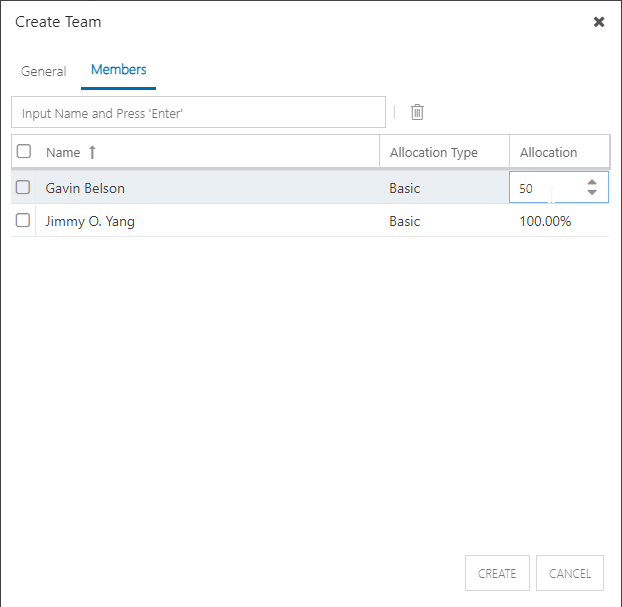 Create Team
General Members
Input Name and Press 'Enter'
Name Allocation Type Allocation
Gavin Belson Basic 50
Jimmy O. Yang Basic 100.00%
CREATE CANCEL